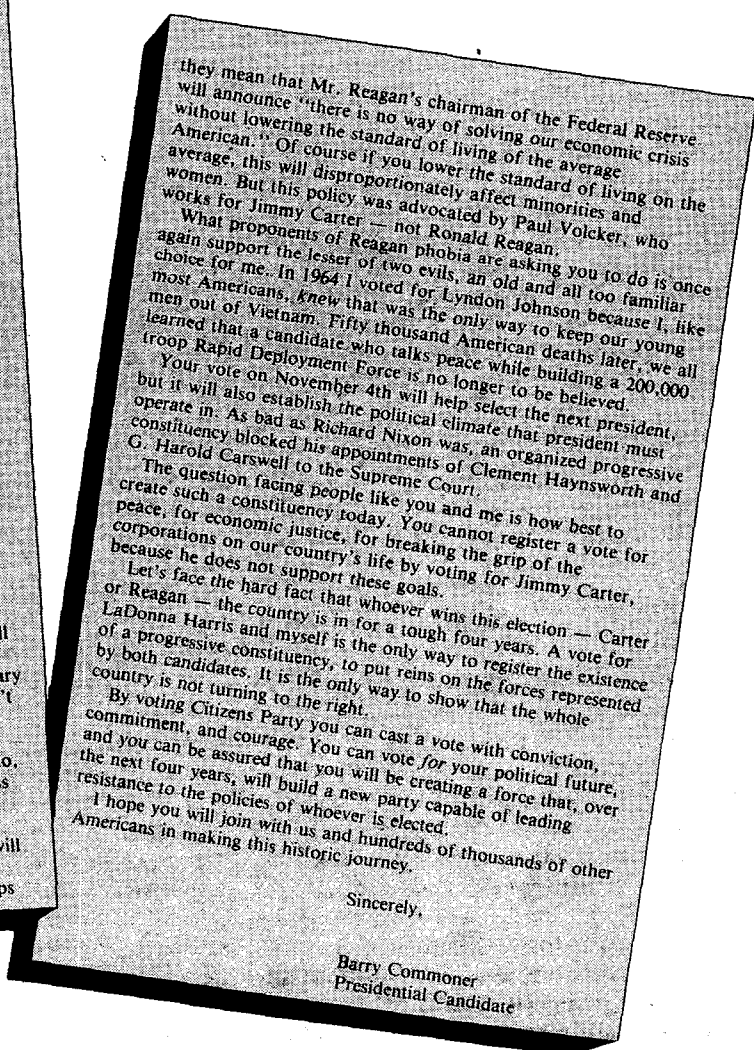 ll
ary
't
o.
s
will
ps
they mean that Mr. Reagan's chairman of the Federal Reserve
will announce "there is no way of solving our economic crisis
without lowering the standard of living of the average
American." Of course if you lower the standard of living on the
average, this will disproportionately affect minorities and
women. But this policy was advocated by Paul Volcker, who
works for Jimmy Carter — not Ronald Reagan.
What proponents of Reagan phobia are asking you to do is once
again support the lesser of two evils, an old and all too familiar
choice for me. In 1964 I voted for Lyndon Johnson because I, like
most Americans, knew that was the only way to keep our young
men out of Vietnam. Fifty thousand American deaths later, we all
learned that a candidate who talks peace while building a 200,000
troop Rapid Deployment Force is no longer to be believed.
Your vote on November 4th will help select the next president,
but it will also establish the political climate that president must
operate in. As bad as Richard Nixon was, an organized progressive
constituency blocked his appointments of Clement Haynsworth and
G. Harold Carswell to the Supreme Court.
The question facing people like you and me is how best to
create such a constituency today. You cannot register a vote for
peace, for economic justice, for breaking the grip of the
corporations on our country's life by voting for Jimmy Carter,
because he does not support these goals.
Let's face the hard fact that whoever wins this election — Carter
or Reagan — the country is in for a tough four years. A vote for
LaDonna Harris and myself is the only way to register the existence
of a progressive constituency, to put reins on the forces represented
by both candidates. It is the only way to show that the whole
country is not turning to the right.
By voting Citizens Party you can cast a vote with conviction,
commitment, and courage. You can vote for your political future,
and you can be assured that you will be creating a force that, over
the next four years, will build a new party capable of leading
resistance to the policies of whoever is elected.
I hope you will join with us and hundreds of thousands of other
Americans in making this historic journey.
Sincerely,
Barry Commoner
Presidential Candidate